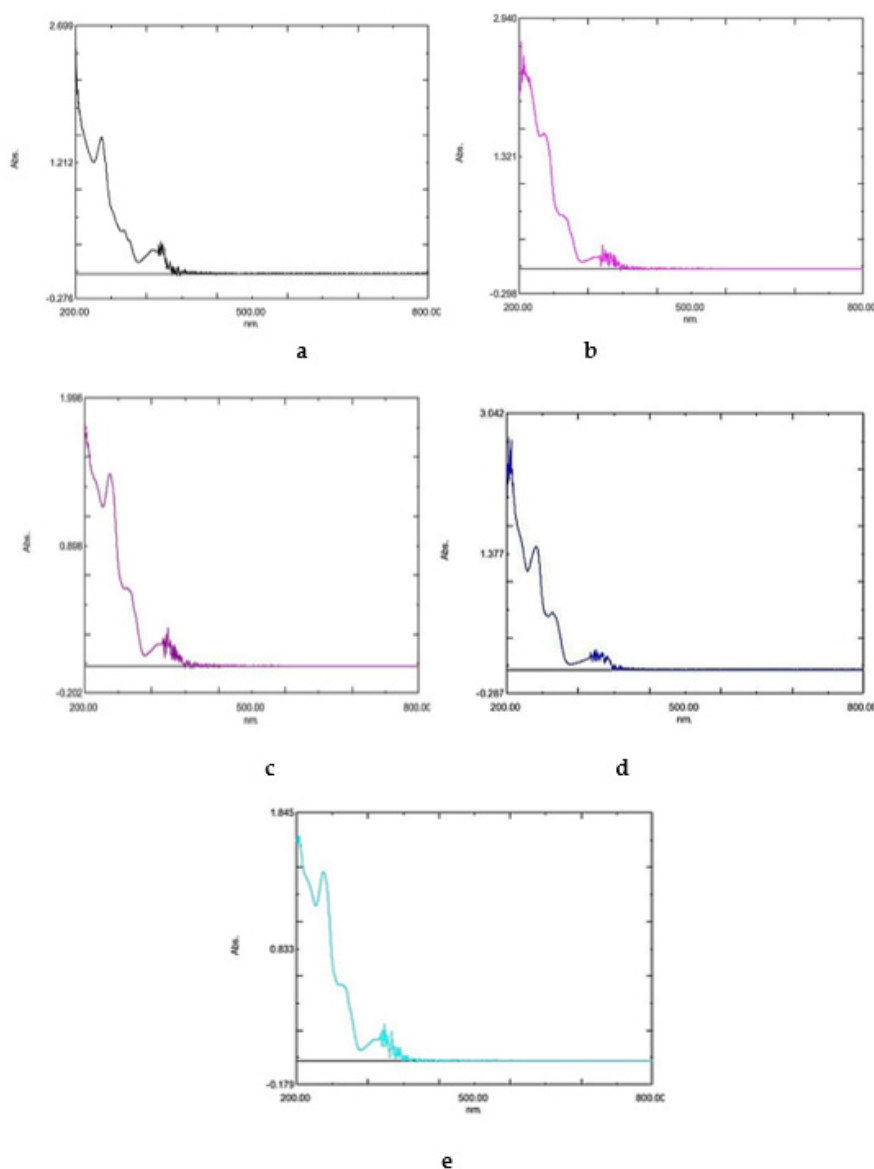 2.699
Abs.
1.212
-0.276
200.00 500.00 800.00
nm.
a
2.940
Abs.
1.321
-0.298
200.00 500.00 800.00
nm.
b
1.998
Abs.
0.898
-0.202
200.00 500.00 800.00
nm.
c
3.042
Abs.
1.377
-0.287
200.00 500.00 800.00
nm.
d
1.845
Abs.
0.833
-0.179
200.00 500.00 800.00
nm.
e